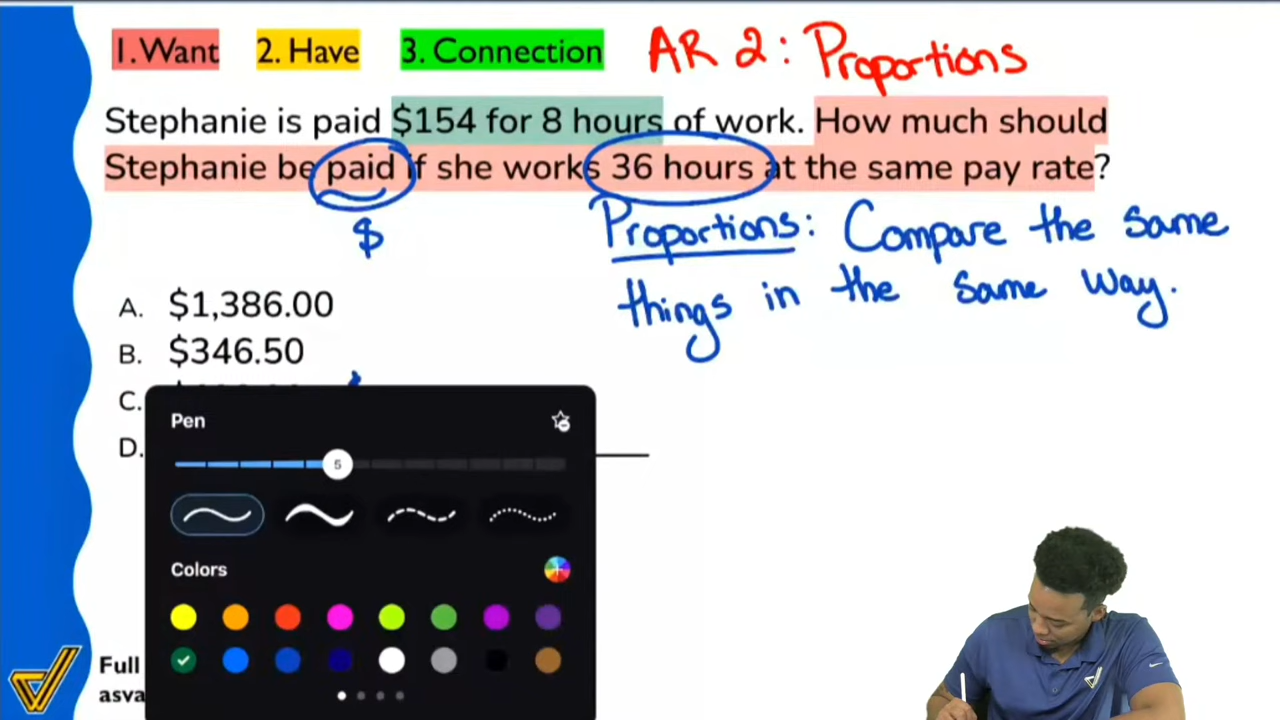 1. Want 2. Have 3. Connection AR 2: Proportions
Stephanie is paid $154 for 8 hours of work. How much should
Stephanie be paid if she works 36 hours at the same pay rate?
$
Proportions: Compare the same
things in the same way.
A. $1,386.00
B. $346.50
C.
D.
Pen
5
Colors
Full
asva